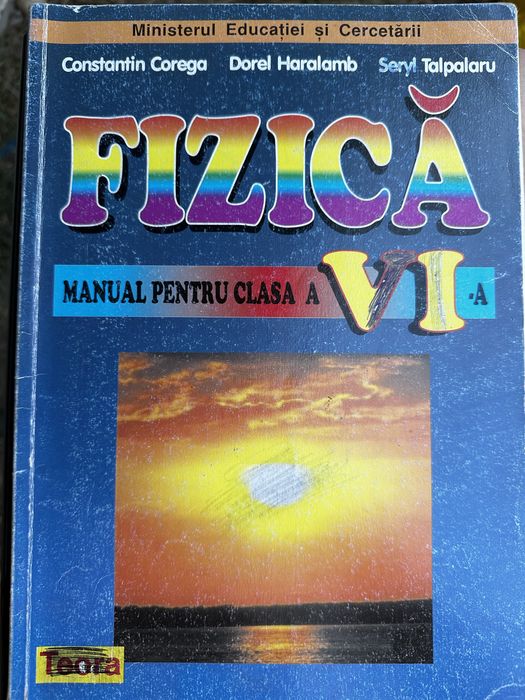 Ministerul Educației și Cercetării
Constantin Corega Dorel Haralamb Seryl Talpalaru
FIZICĂ
MANUAL PENTRU CLASA A VI-A
Teora